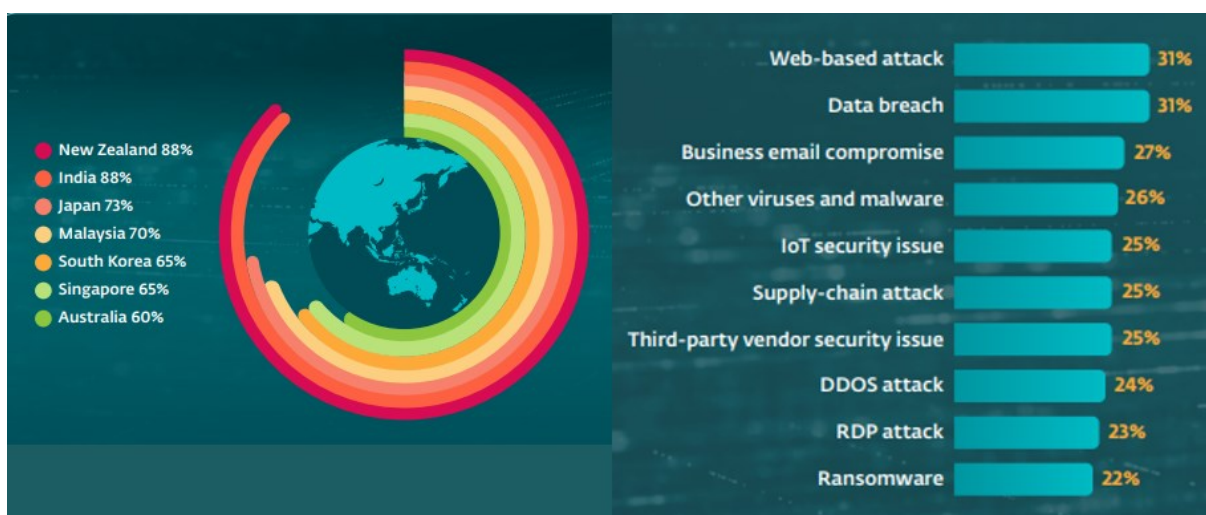 New Zealand 88%
India 88%
Japan 73%
Malaysia 70%
South Korea 65%
Singapore 65%
Australia 60%
Web-based attack 31%
Data breach 31%
Business email compromise 27%
Other viruses and malware 26%
IoT security issue 25%
Supply-chain attack 25%
Third-party vendor security issue 25%
DDOS attack 24%
RDP attack 23%
Ransomware 22%